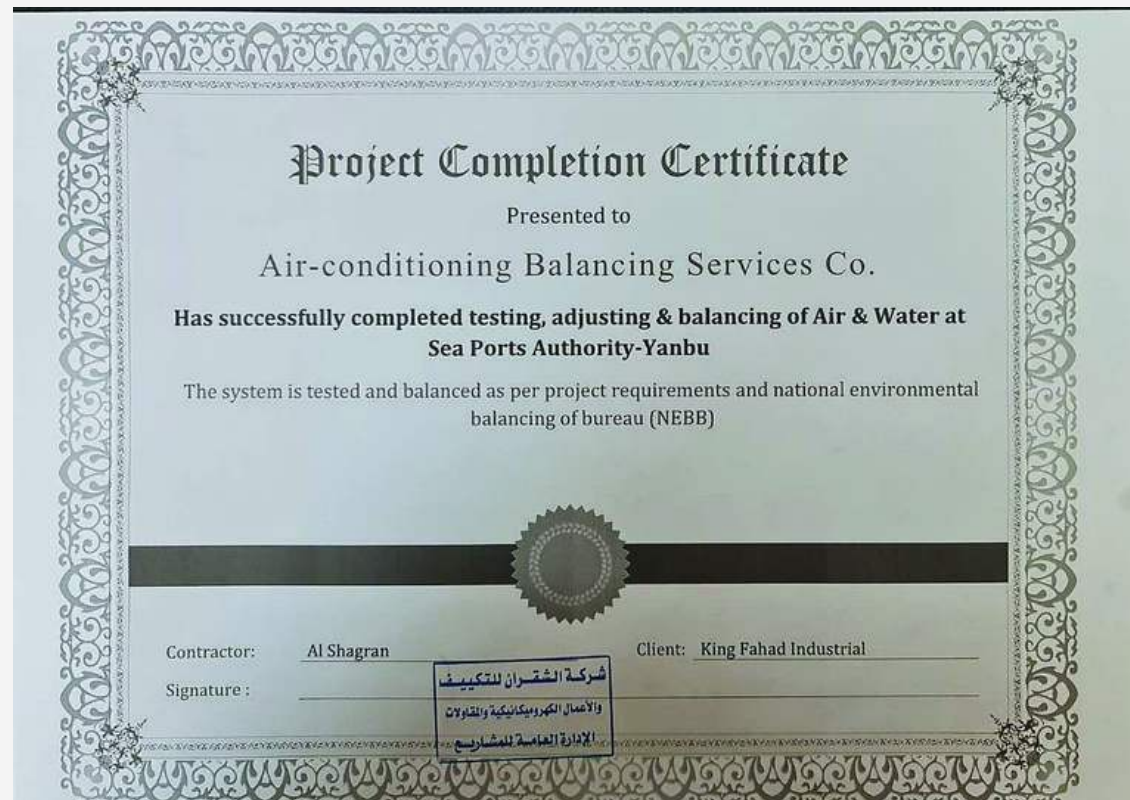 Project Completion Certificate
Presented to
Air-conditioning Balancing Services Co.
Has successfully completed testing, adjusting & balancing of Air & Water at
Sea Ports Authority-Yanbu
The system is tested and balanced as per project requirements and national environmental
balancing of bureau (NEBB)
Contractor: Al Shagran Client: King Fahad Industrial
Signature :
شركة الشقران للتكييف
والأعمال الكهروميكانيكية والمقاولات
الإدارة العامة للمشاريع